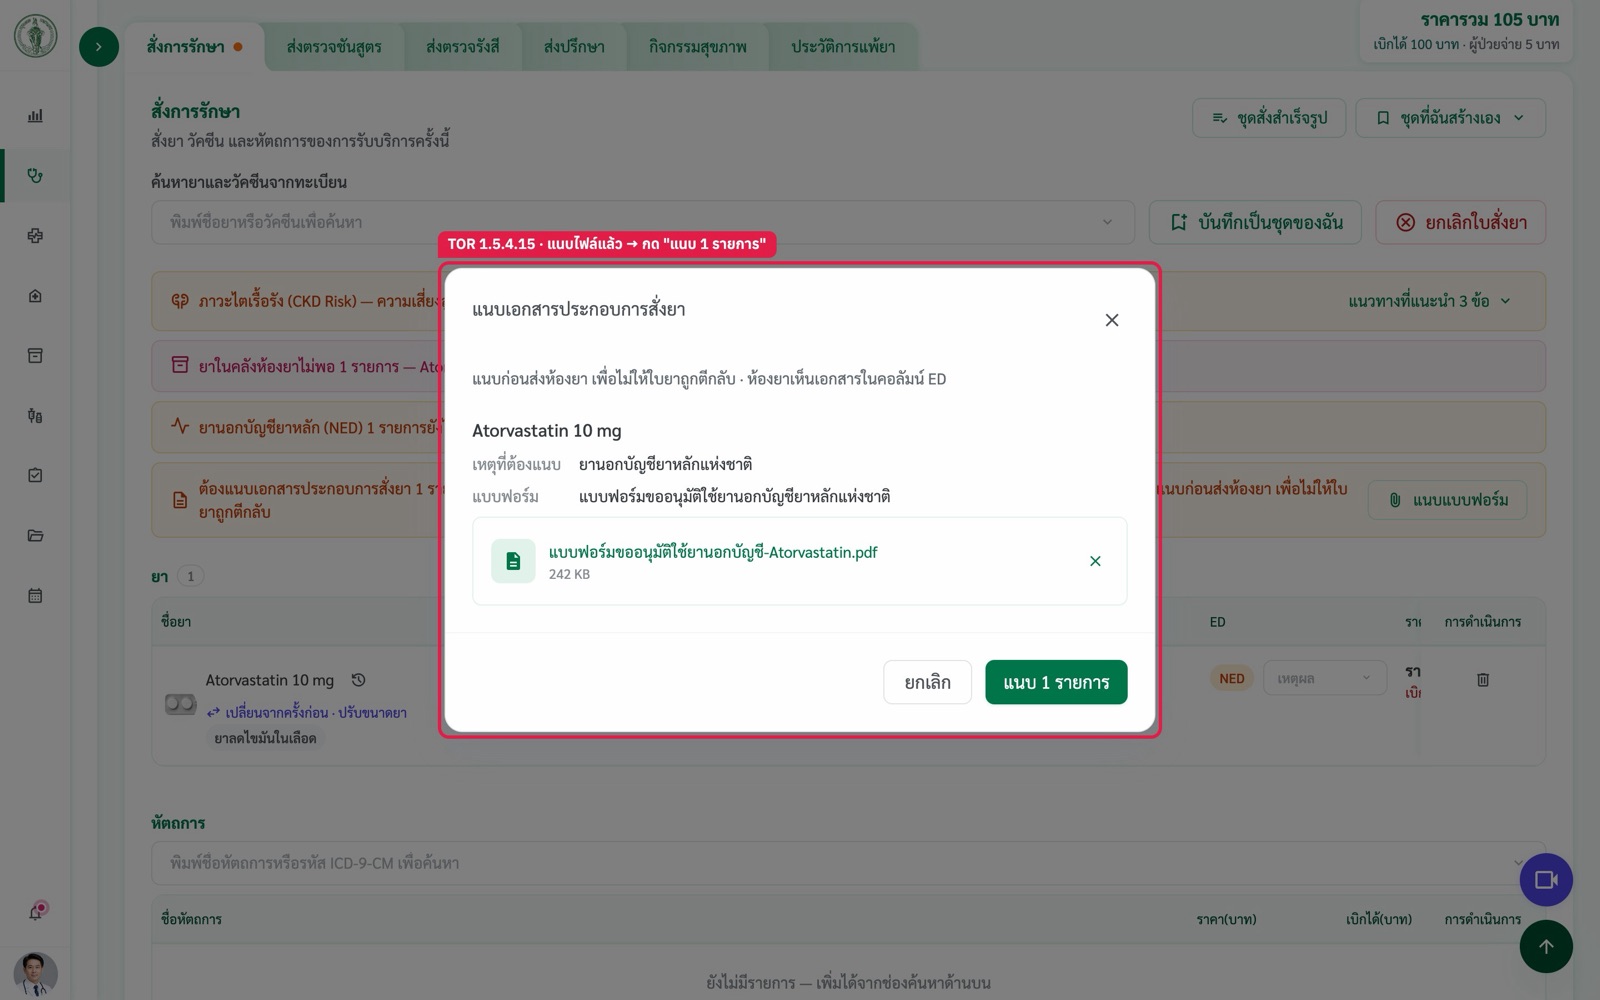 ราคารวม 105 บาท
เบิกได้ 100 บาท · ผู้ป่วยจ่าย 5 บาท
สั่งการรักษา
ส่งตรวจชันสูตร
ส่งตรวจรังสี
ส่งปรึกษา
กิจกรรมสุขภาพ
ประวัติการแพ้ยา
สั่งการรักษา
สั่งยา วัคซีน และหัตถการของการรับบริการครั้งนี้
ชุดสั่งสำเร็จรูป
ชุดที่ฉันสร้างเอง
ค้นหายาและวัคซีนจากทะเบียน
พิมพ์ชื่อยาหรือวัคซีนเพื่อค้นหา
บันทึกเป็นชุดของฉัน
ยกเลิกใบสั่งยา
TOR 1.5.4.15 · แนบไฟล์แล้ว → กด "แนบ 1 รายการ"
ภาวะไตเรื้อรัง (CKD Risk) — ความเสี่ยง
แนวทางที่แนะนำ 3 ข้อ
ยาในคลังห้องยาไม่พอ 1 รายการ — Ato
ยานอกบัญชียาหลัก (NED) 1 รายการยัง
ต้องแนบเอกสารประกอบการสั่งยา 1 รา
แนบก่อนส่งห้องยา เพื่อไม่ให้ใบ
ยาถูกตีกลับ
แนบแบบฟอร์ม
แนบเอกสารประกอบการสั่งยา
แนบก่อนส่งห้องยา เพื่อไม่ให้ใบยาถูกตีกลับ · ห้องยาเห็นเอกสารในคอลัมน์ ED
Atorvastatin 10 mg
เหตุที่ต้องแนบ ยานอกบัญชียาหลักแห่งชาติ
แบบฟอร์ม แบบฟอร์มขออนุมัติใช้ยานอกบัญชียาหลักแห่งชาติ
แบบฟอร์มขออนุมัติใช้ยานอกบัญชี-Atorvastatin.pdf
242 KB
ยกเลิก
แนบ 1 รายการ
ยา 1
ชื่อยา
ED
การดำเนินการ
Atorvastatin 10 mg
เปลี่ยนจากครั้งก่อน · ปรับขนาดยา
ยาลดไขมันในเลือด
NED
เหตุผล
หัตถการ
พิมพ์ชื่อหัตถการหรือรหัส ICD-9-CM เพื่อค้นหา
ชื่อหัตถการ
ราคา(บาท)
เบิกได้(บาท)
การดำเนินการ
ยังไม่มีรายการ — เพิ่มได้จากช่องค้นหาด้านบน